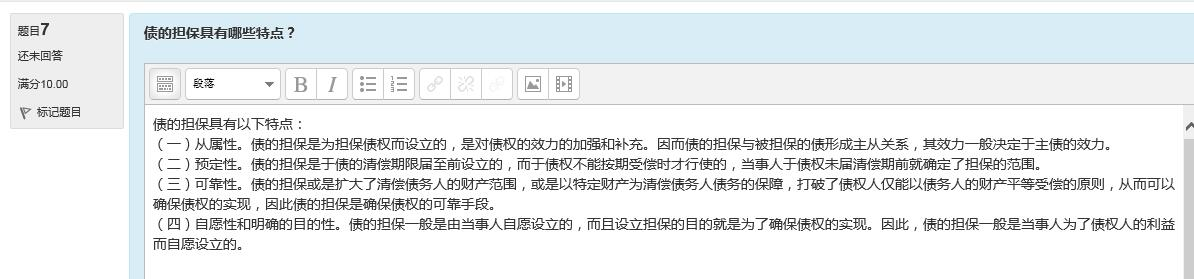 题目7
还未回答
满分10.00
标记题目
债的担保具有哪些特点？
段落
B I
债的担保具有以下特点：
（一）从属性。债的担保是为担保债权而设立的，是对债权的效力的加强和补充。因而债的担保与被担保的债形成主从关系，其效力一般决定于主债的效力。
（二）预定性。债的担保是于债的清偿期限届至前设立的，而于债权不能按期受偿时才行使的，当事人于债权未届清偿期前就确定了担保的范围。
（三）可靠性。债的担保或是扩大了清偿债务人的财产范围，或是以特定财产为清偿债务人债务的保障，打破了债权人仅能以债务人的财产平等受偿的原则，从而可以
确保债权的实现，因此债的担保是确保债权的可靠手段。
（四）自愿性和明确的目的性。债的担保一般是由当事人自愿设立的，而且设立担保的目的就是为了确保债权的实现。因此，债的担保一般是当事人为了债权人的利益
而自愿设立的。